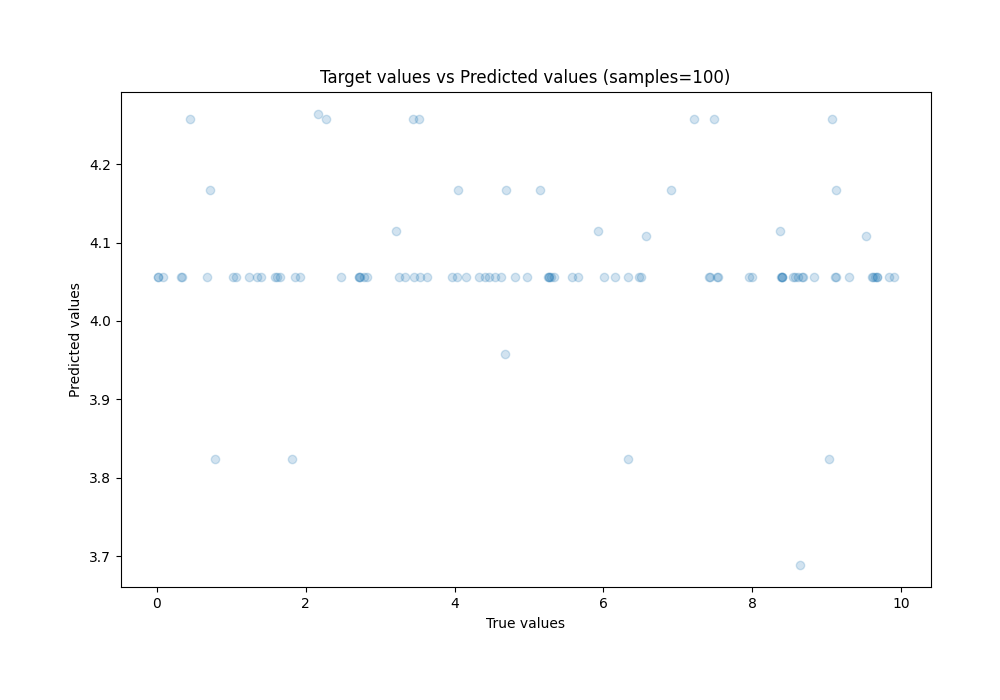 Target values vs Predicted values (samples=100)
Predicted values
4.2
4.1
4.0
3.9
3.8
3.7
0 2 4 6 8 10
True values